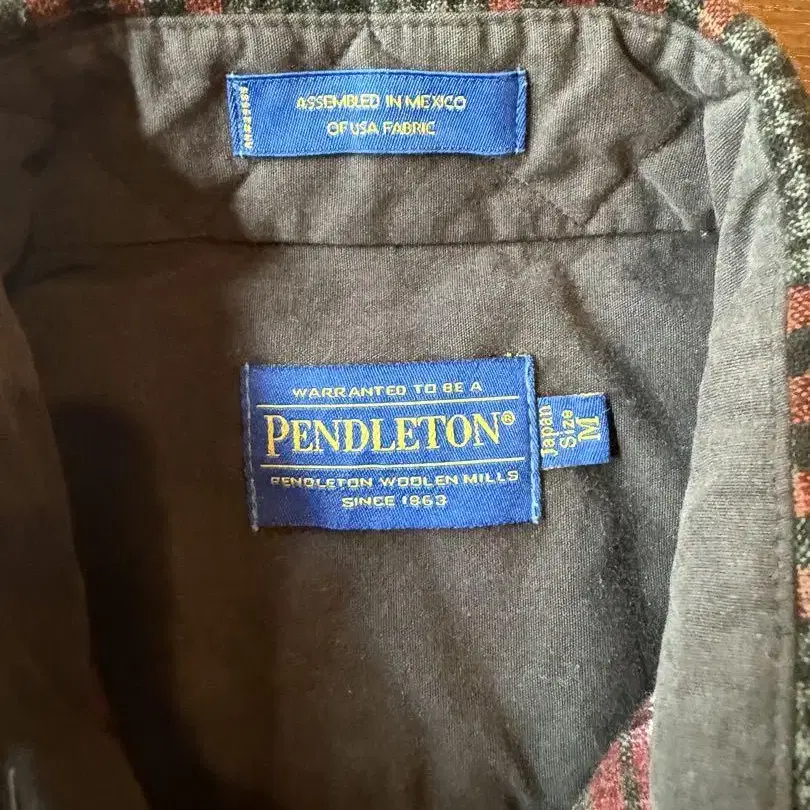 ASSEMBLED IN MEXICO
OF USA FABRIC
WARRANTED TO BE A
PENDLETON®
PENDLETON WOOLEN MILLS
SINCE 1863
Japan
Size
M